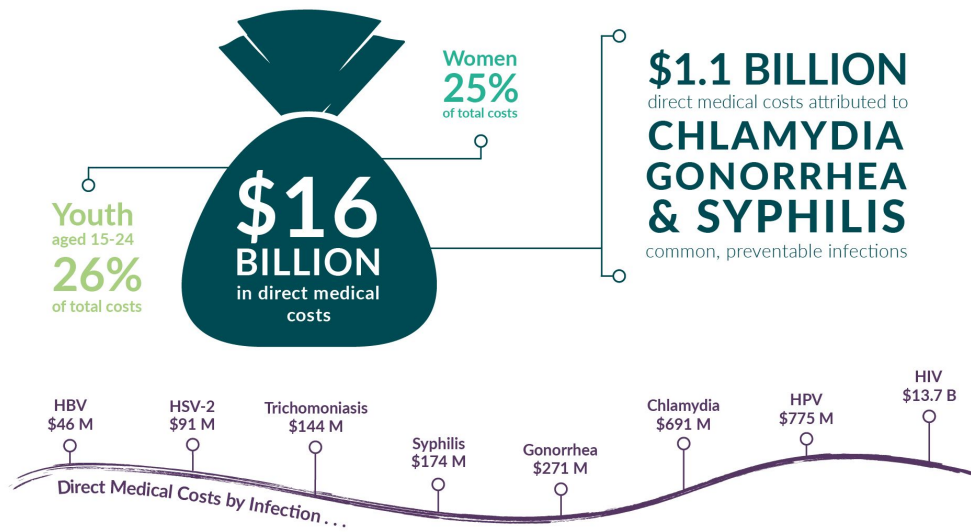 Women
25%
of total costs
$1.1 BILLION
direct medical costs attributed to
CHLAMYDIA
GONORRHEA
& SYPHILIS
common, preventable infections
Youth
aged 15-24
26%
of total costs
$16
BILLION
in direct medical
costs
HBV
$46 M
HSV-2
$91 M
Trichomoniasis
$144 M
Syphilis
$174 M
Gonorrhea
$271 M
Chlamydia
$691 M
HPV
$775 M
HIV
$13.7 B
Direct Medical Costs by Infection . . .